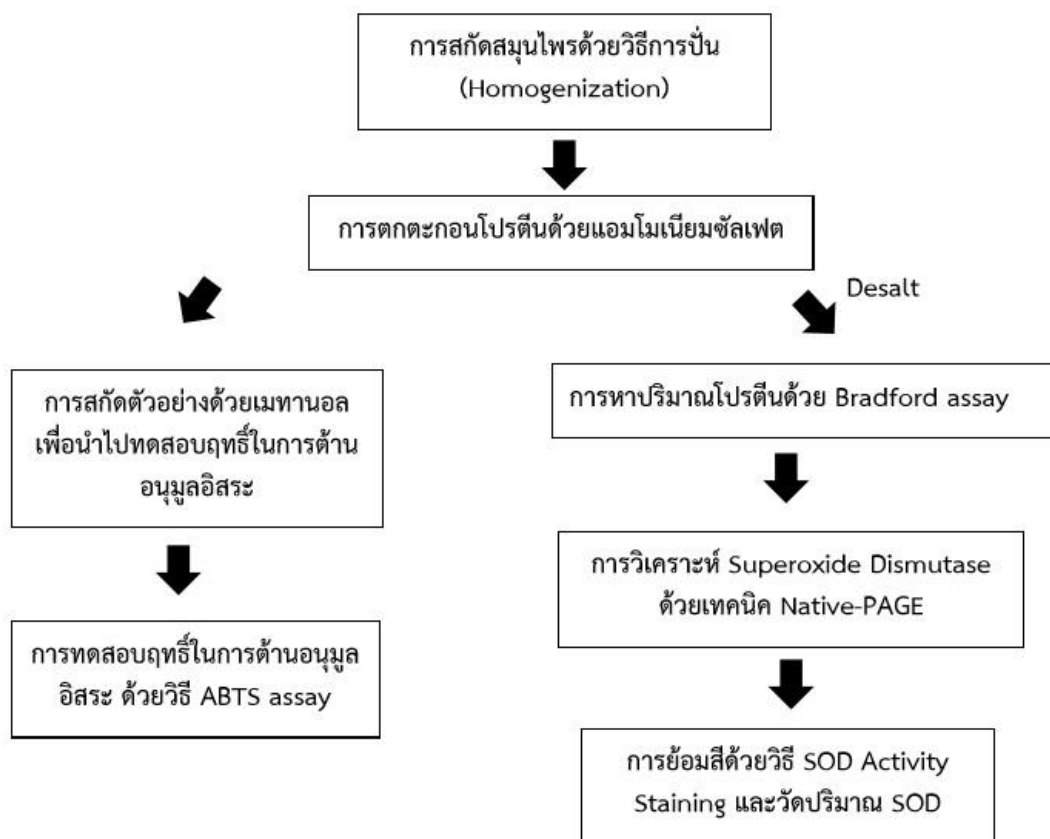 การสกัดสมุนไพรด้วยวิธีการปั่น
(Homogenization)
การตกตะกอนโปรตีนด้วยแอมโมเนียมซัลเฟต
Desalt
การสกัดตัวอย่างด้วยเมทานอล
เพื่อนำไปทดสอบฤทธิ์ในการต้าน
อนุมูลอิสระ
การทดสอบฤทธิ์ในการต้านอนุมูล
อิสระ ด้วยวิธี ABTS assay
การหาปริมาณโปรตีนด้วย Bradford assay
การวิเคราะห์ Superoxide Dismutase
ด้วยเทคนิค Native-PAGE
การย้อมสีด้วยวิธี SOD Activity
Staining และวัดปริมาณ SOD